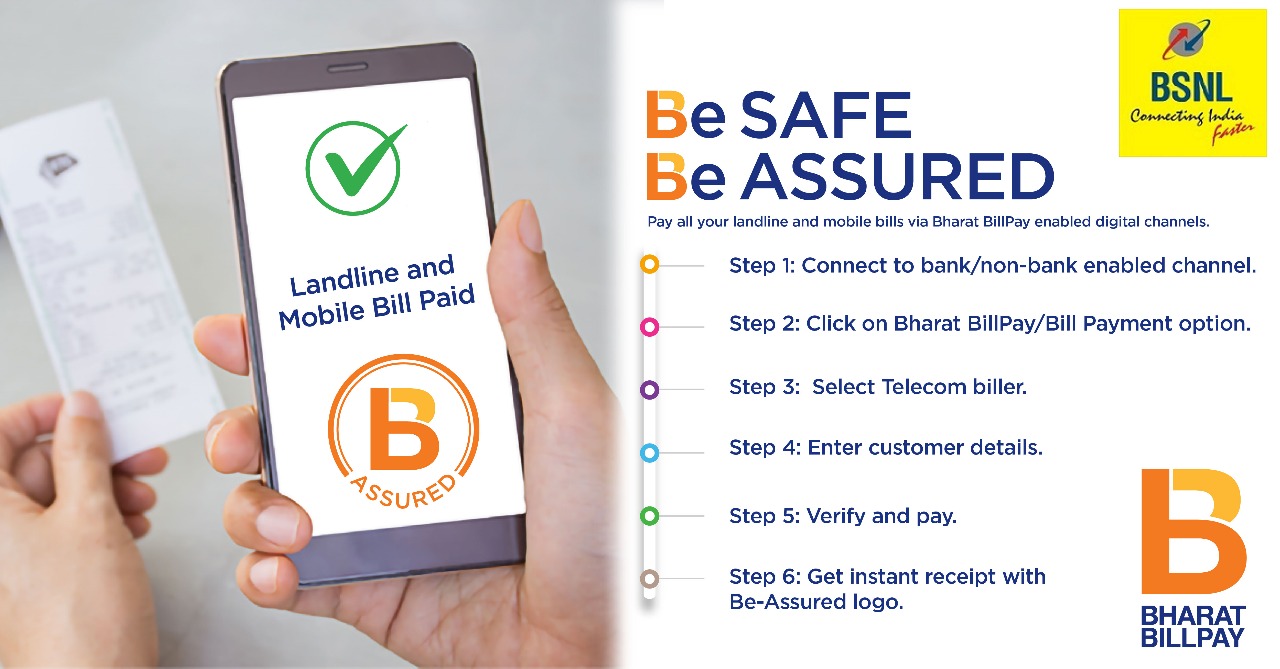 Landline and
Mobile Bill Paid
B
ASSURED
BSNL
Connecting India
Faster
Be SAFE
Be ASSURED
Pay all your landline and mobile bills via Bharat BillPay enabled digital channels.
Step 1: Connect to bank/non-bank enabled channel.
Step 2: Click on Bharat BillPay/Bill Payment option.
Step 3: Select Telecom biller.
Step 4: Enter customer details.
Step 5: Verify and pay.
Step 6: Get instant receipt with
Be-Assured logo.
B
BHARAT
BILLPAY